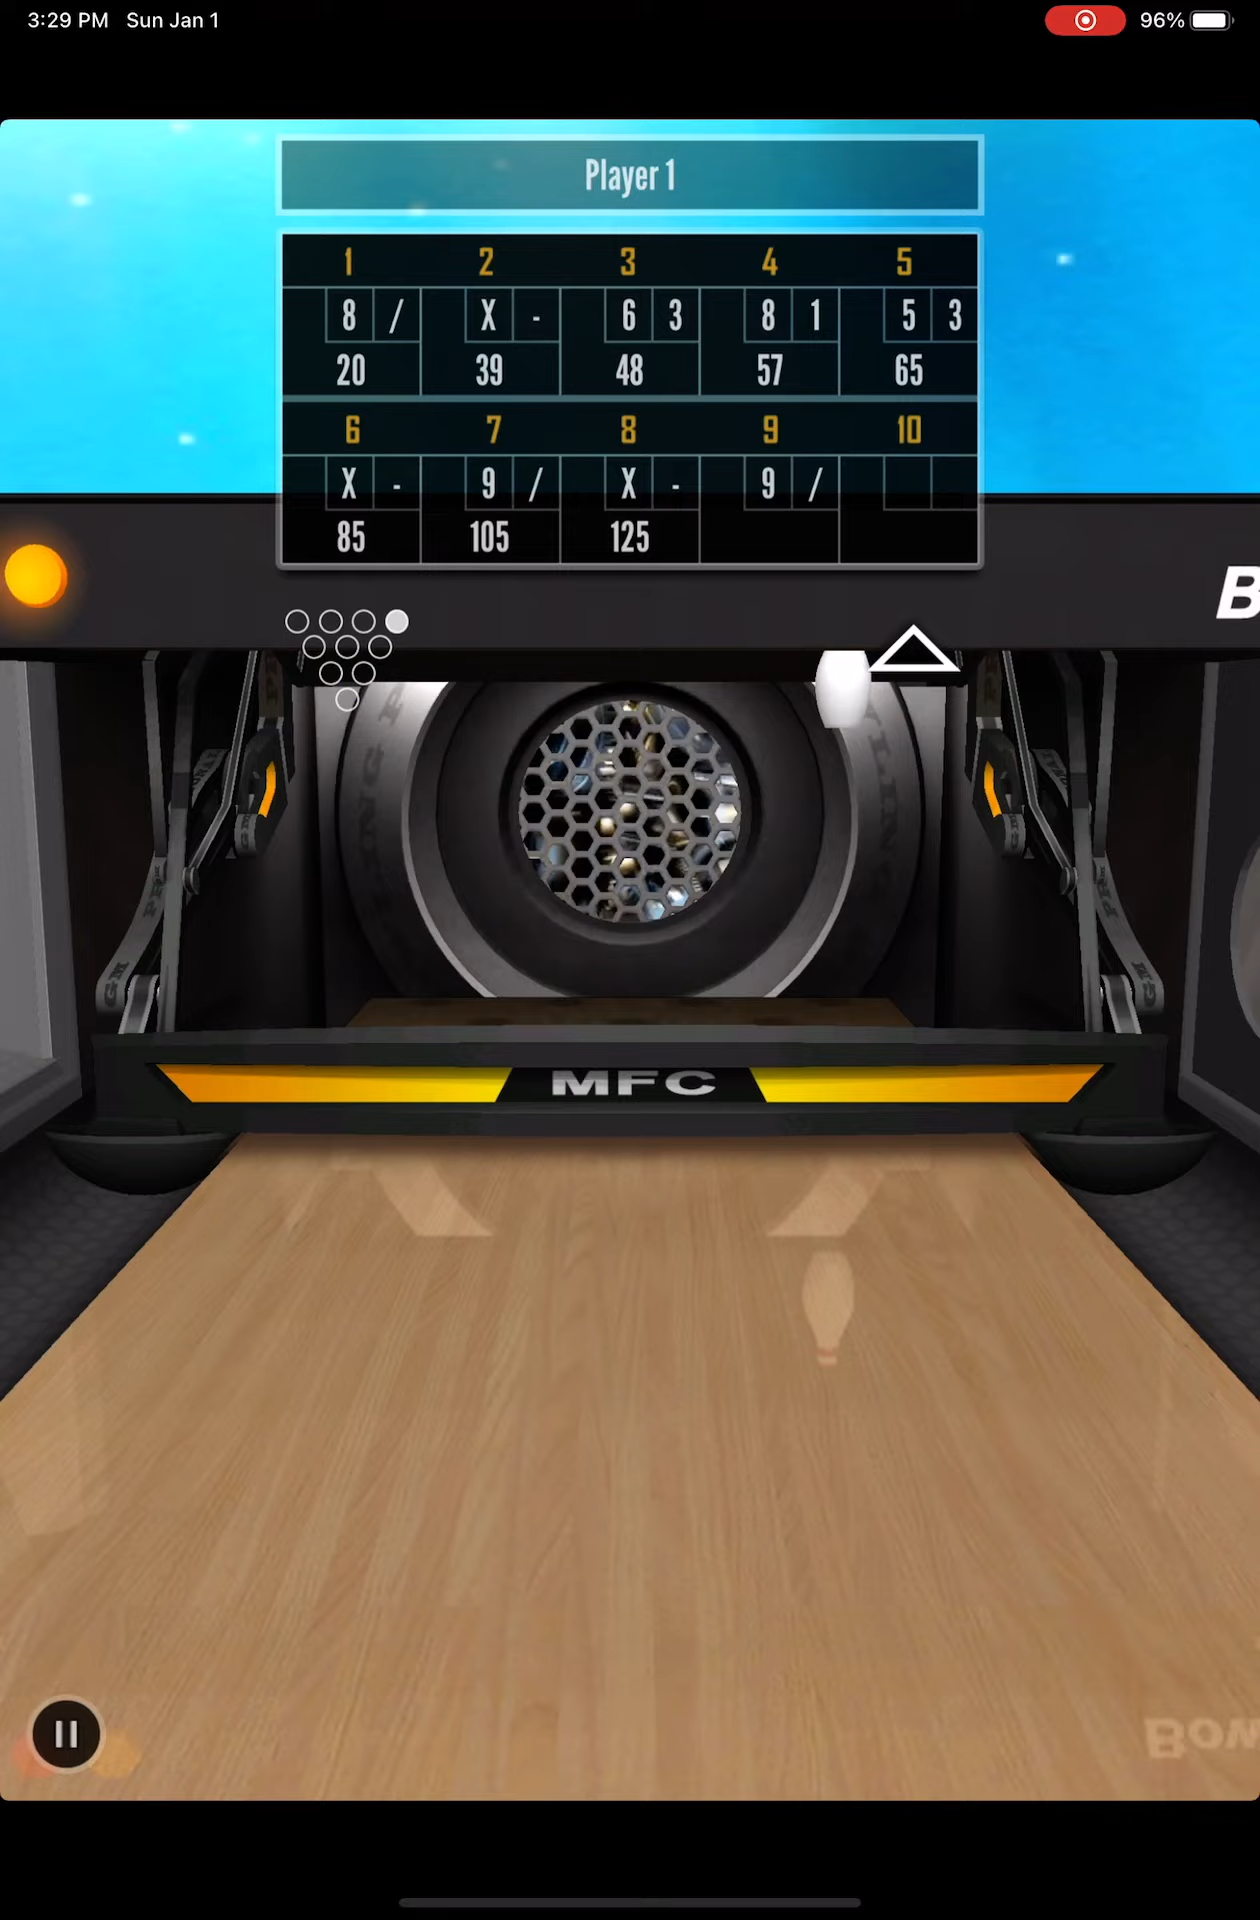 3:29 PM Sun Jan 1
96%
Player 1
1 2 3 4 5
8 / X - 6 3 8 1 5 3
20 39 48 57 65
6 7 8 9 10
X - 9 / X - 9 /
85 105 125
B
MFC